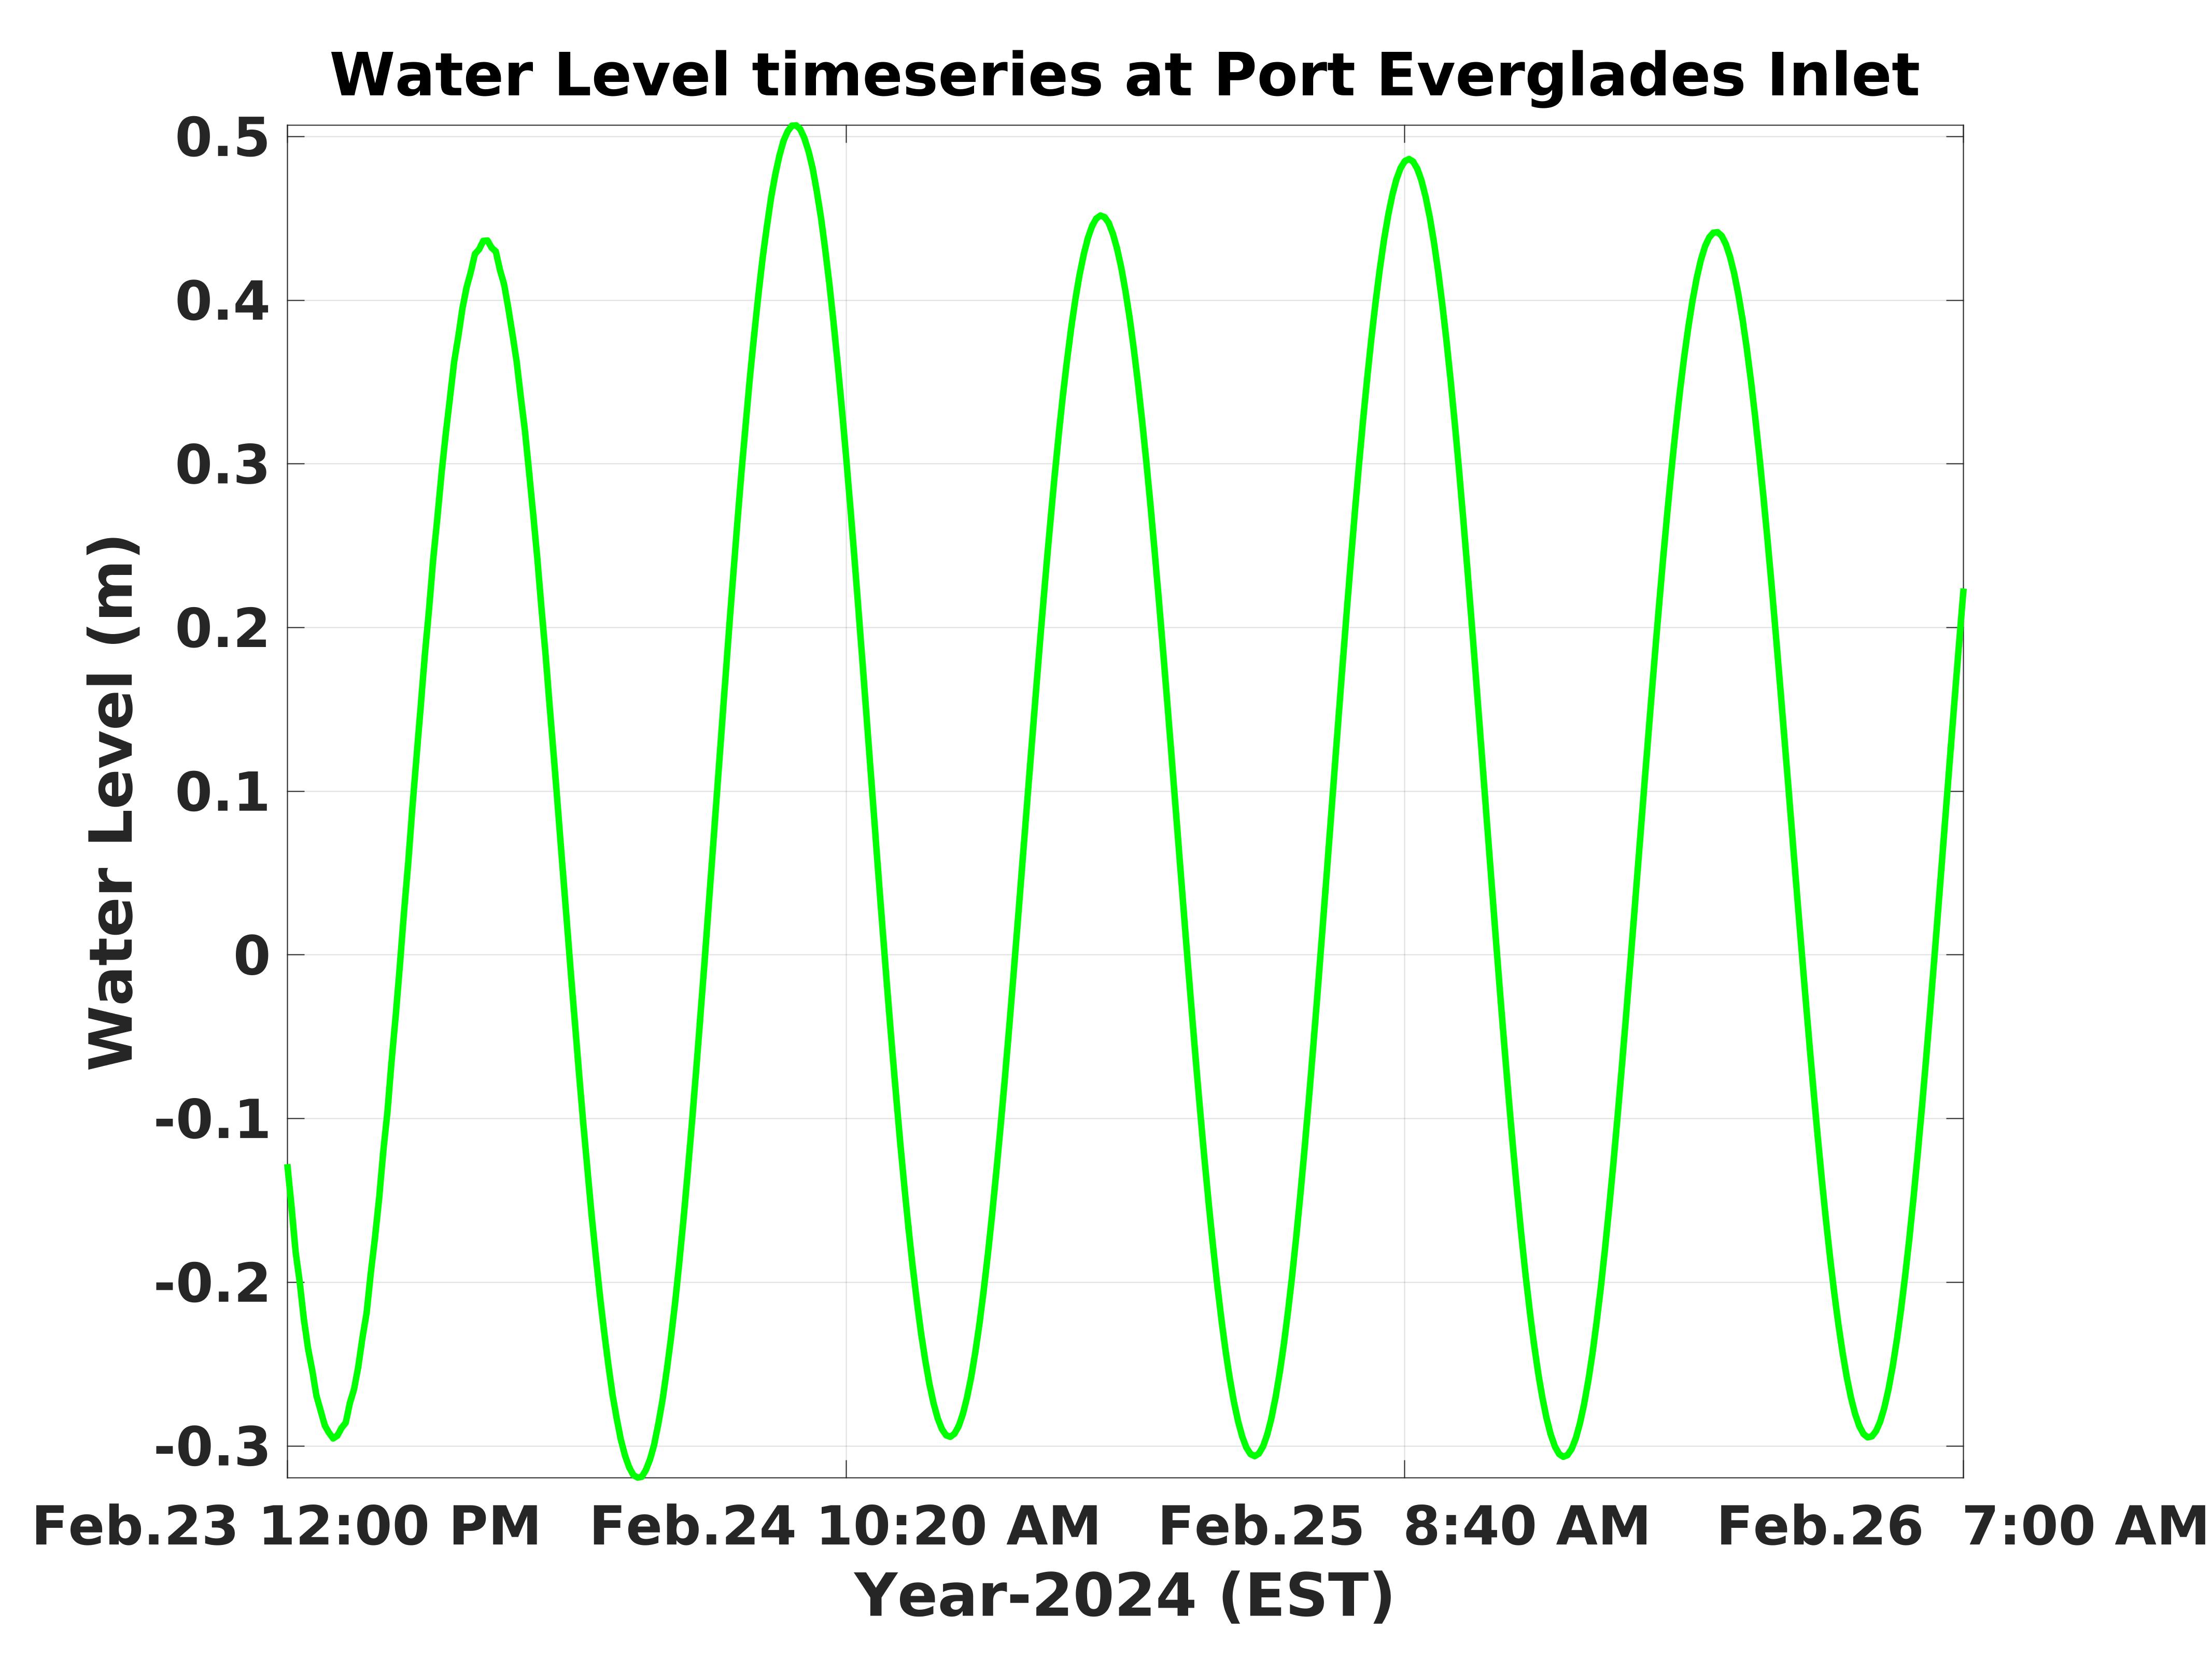 Water Level timeseries at Port Everglades Inlet
0.5
0.4
0.3
0.2
0.1
0
-0.1
-0.2
-0.3
Water Level (m)
Feb.23 12:00 PM Feb.24 10:20 AM Feb.25 8:40 AM Feb.26 7:00 AM
Year-2024 (EST)